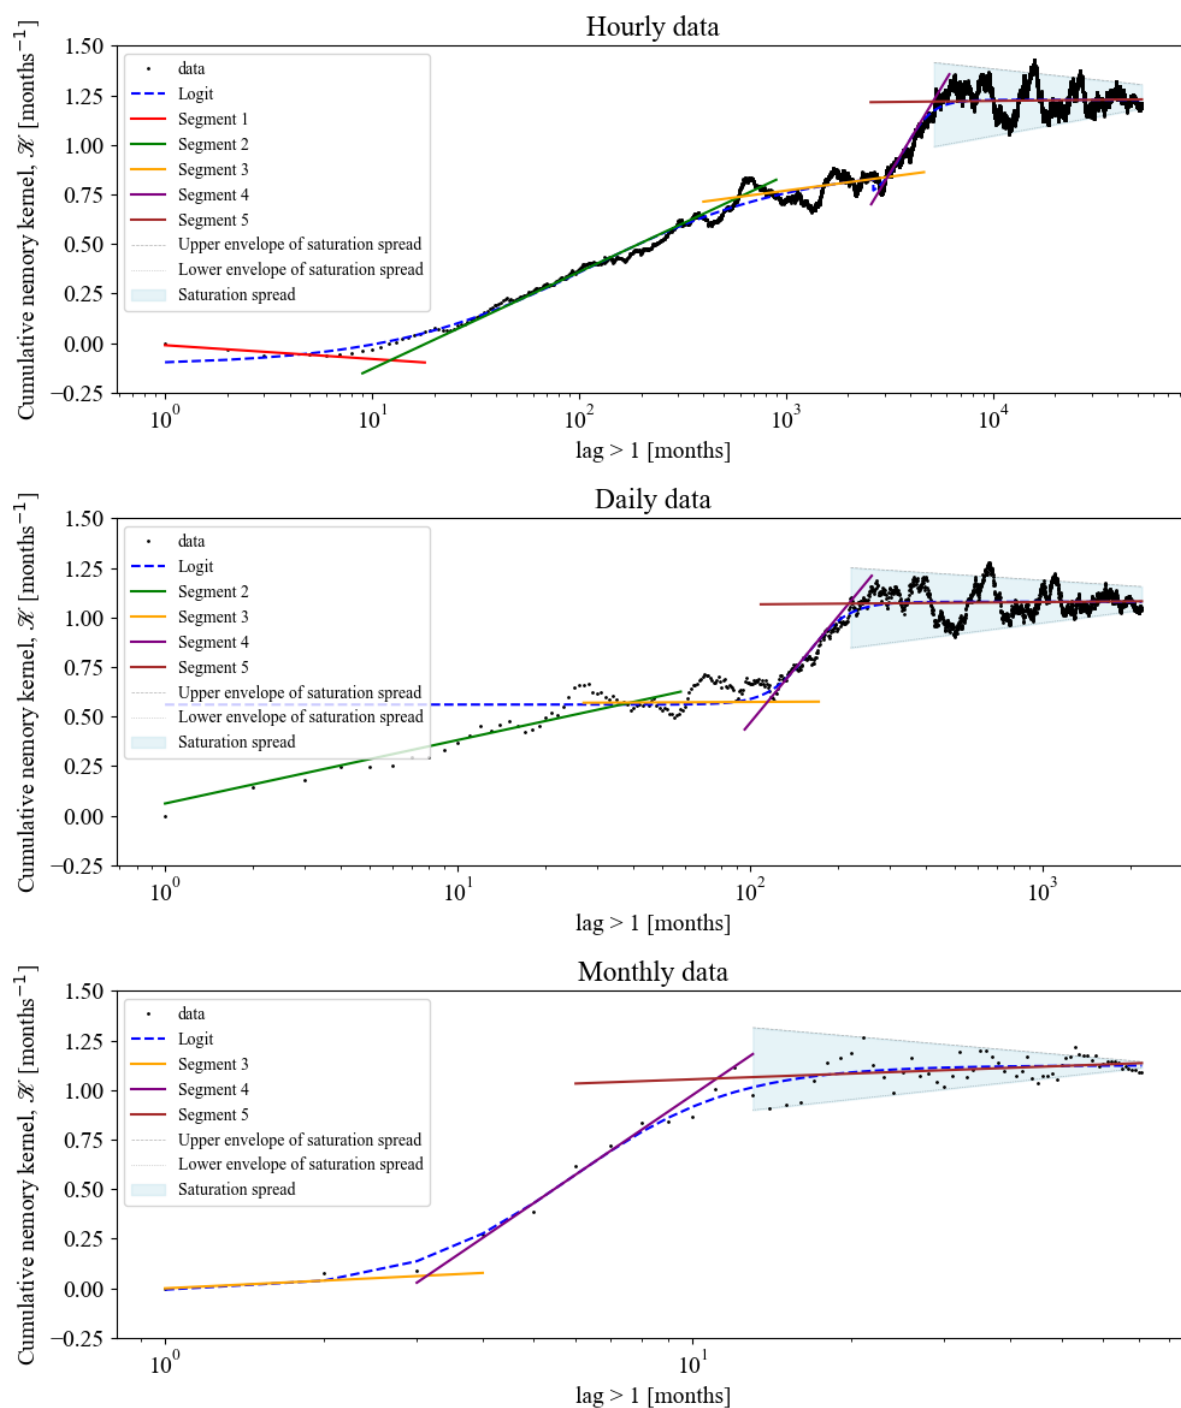 Hourly data
Cumulative nemory kernel, 𝒦 [months⁻¹]
1.50
1.25
1.00
0.75
0.50
0.25
0.00
−0.25
data
Logit
Segment 1
Segment 2
Segment 3
Segment 4
Segment 5
Upper envelope of saturation spread
Lower envelope of saturation spread
Saturation spread
10⁰ 10¹ 10² 10³ 10⁴
lag > 1 [months]
Daily data
Cumulative nemory kernel, 𝒦 [months⁻¹]
1.50
1.25
1.00
0.75
0.50
0.25
0.00
−0.25
data
Logit
Segment 2
Segment 3
Segment 4
Segment 5
Upper envelope of saturation spread
Lower envelope of saturation spread
Saturation spread
10⁰ 10¹ 10² 10³
lag > 1 [months]
Monthly data
Cumulative nemory kernel, 𝒦 [months⁻¹]
1.50
1.25
1.00
0.75
0.50
0.25
0.00
−0.25
data
Logit
Segment 3
Segment 4
Segment 5
Upper envelope of saturation spread
Lower envelope of saturation spread
Saturation spread
10⁰ 10¹
lag > 1 [months]